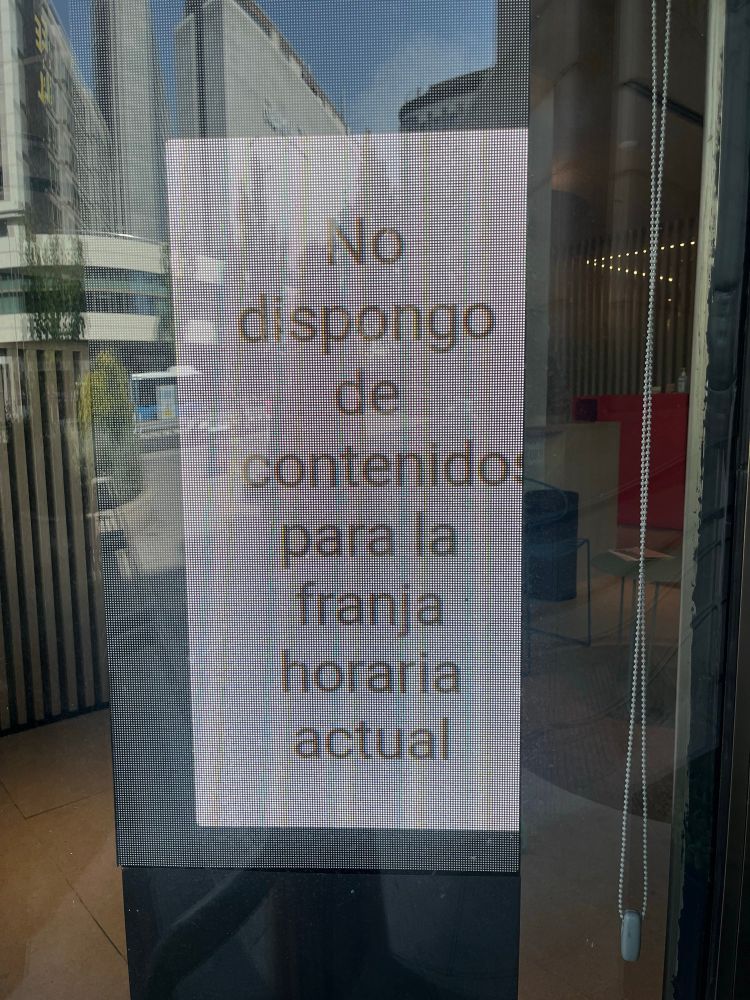 No
dispongo
de
contenidos
para la
franja
horaria
actual